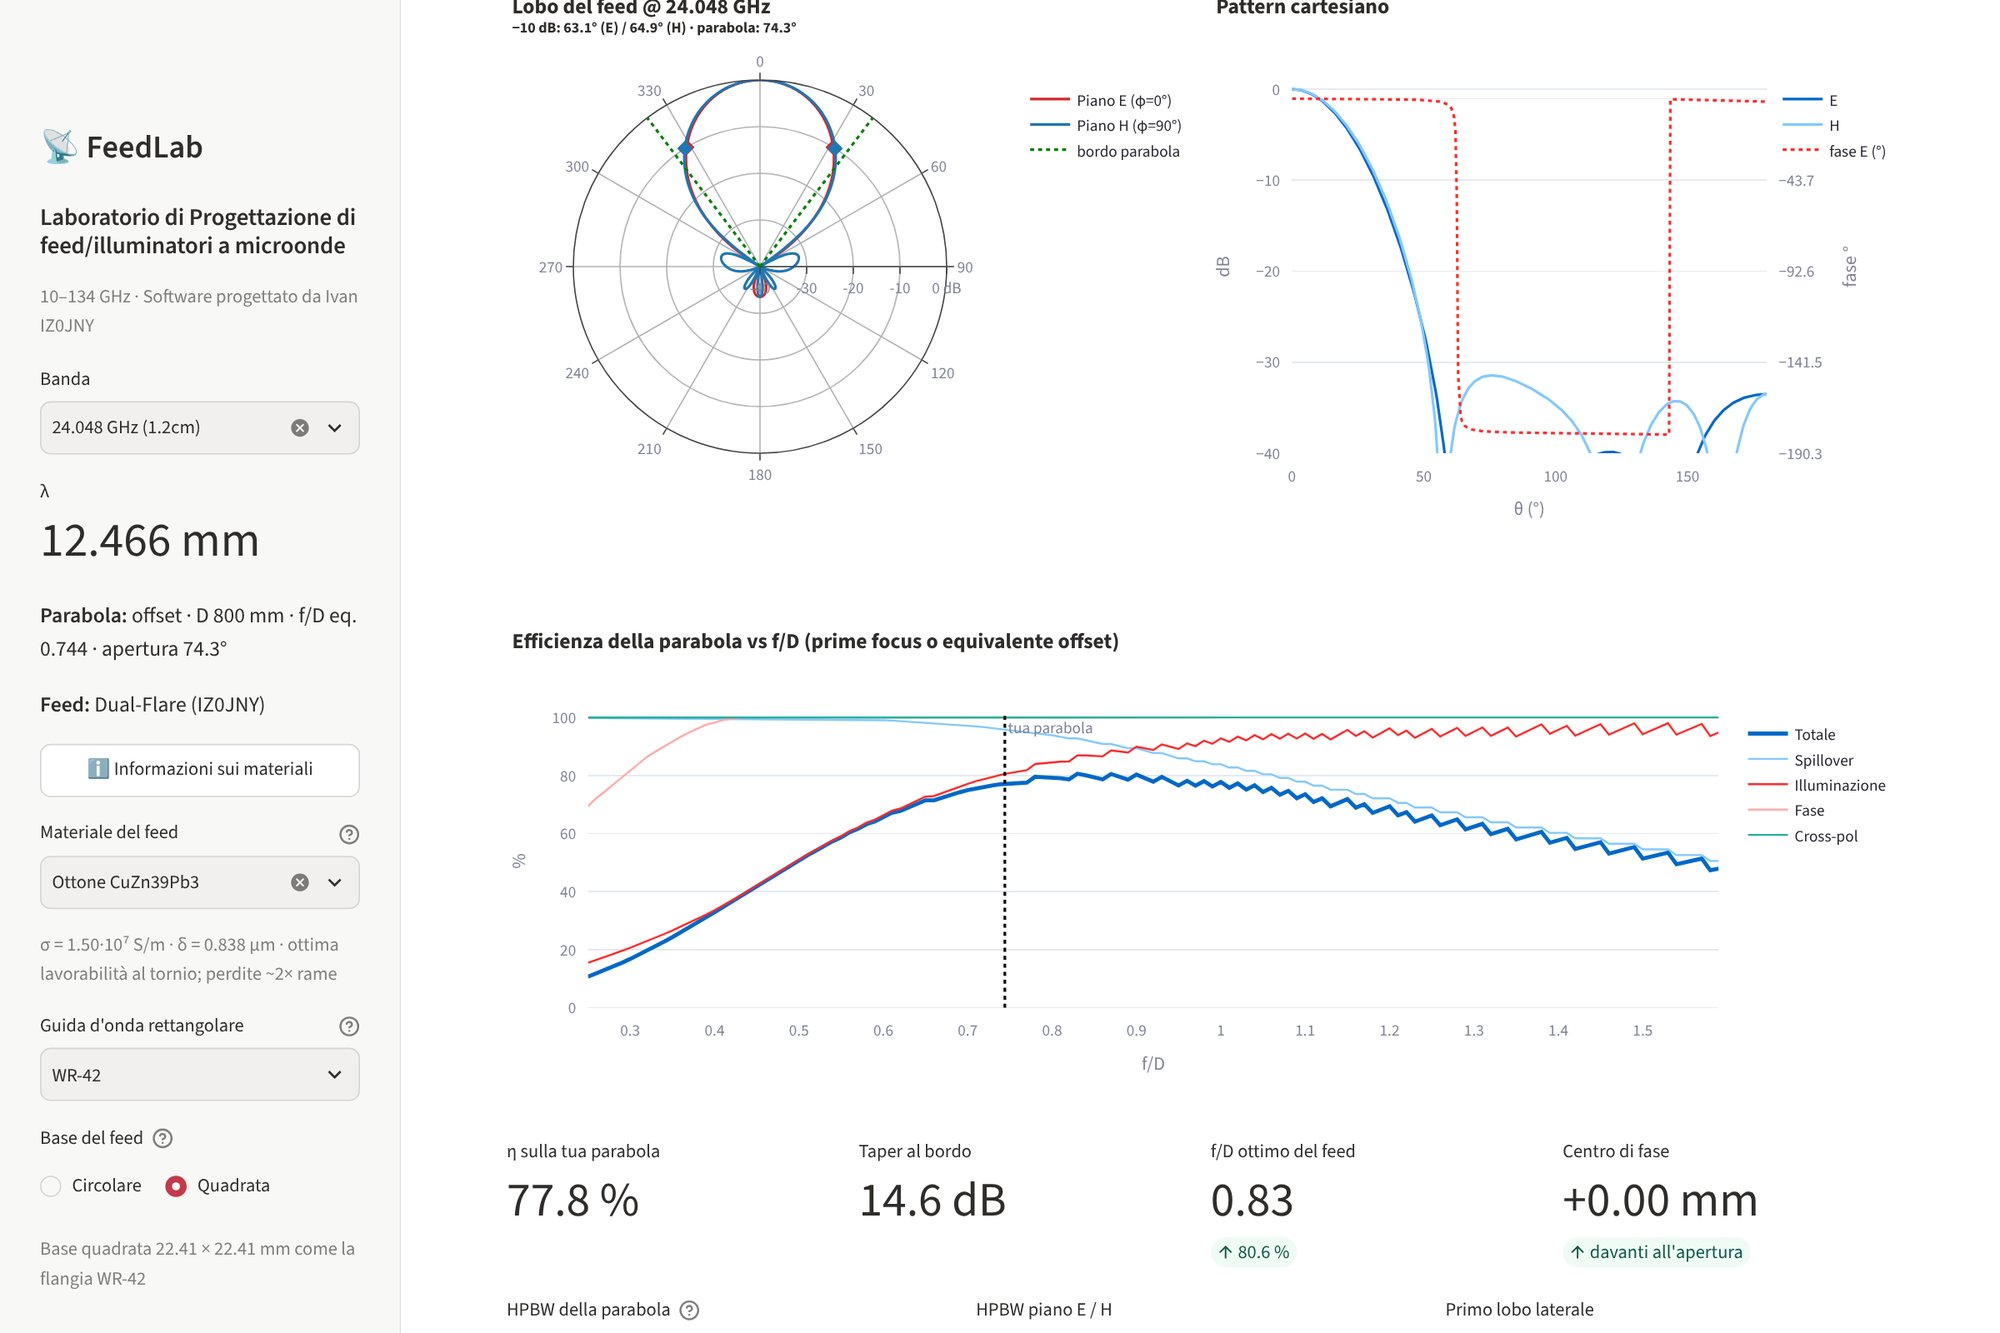 📡 FeedLab
Laboratorio di Progettazione di
feed/illuminatori a microonde
10–134 GHz · Software progettato da Ivan
IZ0JNY
Banda
24.048 GHz (1.2cm)
λ
12.466 mm
Parabola: offset · D 800 mm · f/D eq.
0.744 · apertura 74.3°
Feed: Dual-Flare (IZ0JNY)
ℹ️ Informazioni sui materiali
Materiale del feed
Ottone CuZn39Pb3
σ = 1.50·10⁷ S/m · δ = 0.838 µm · ottima
lavorabilità al tornio; perdite ~2× rame
Guida d'onda rettangolare
WR-42
Base del feed
Circolare
Quadrata
Base quadrata 22.41 × 22.41 mm come la
flangia WR-42
Lobo del feed @ 24.048 GHz
−10 dB: 63.1° (E) / 64.9° (H) · parabola: 74.3°
0
30
60
90
120
150
180
210
240
270
300
330
-30
-20
-10
0 dB
Piano E (ϕ=0°)
Piano H (ϕ=90°)
bordo parabola
Pattern cartesiano
0
−10
−20
−30
−40
dB
0
50
100
150
θ (°)
−43.7
−92.6
−141.5
−190.3
fase °
E
H
fase E (°)
Efficienza della parabola vs f/D (prime focus o equivalente offset)
100
80
60
40
20
0
%
tua parabola
0.3
0.4
0.5
0.6
0.7
0.8
0.9
1
1.1
1.2
1.3
1.4
1.5
f/D
Totale
Spillover
Illuminazione
Fase
Cross-pol
η sulla tua parabola
77.8 %
Taper al bordo
14.6 dB
f/D ottimo del feed
0.83
↑ 80.6 %
Centro di fase
+0.00 mm
↑ davanti all'apertura
HPBW della parabola
HPBW piano E / H
Primo lobo laterale